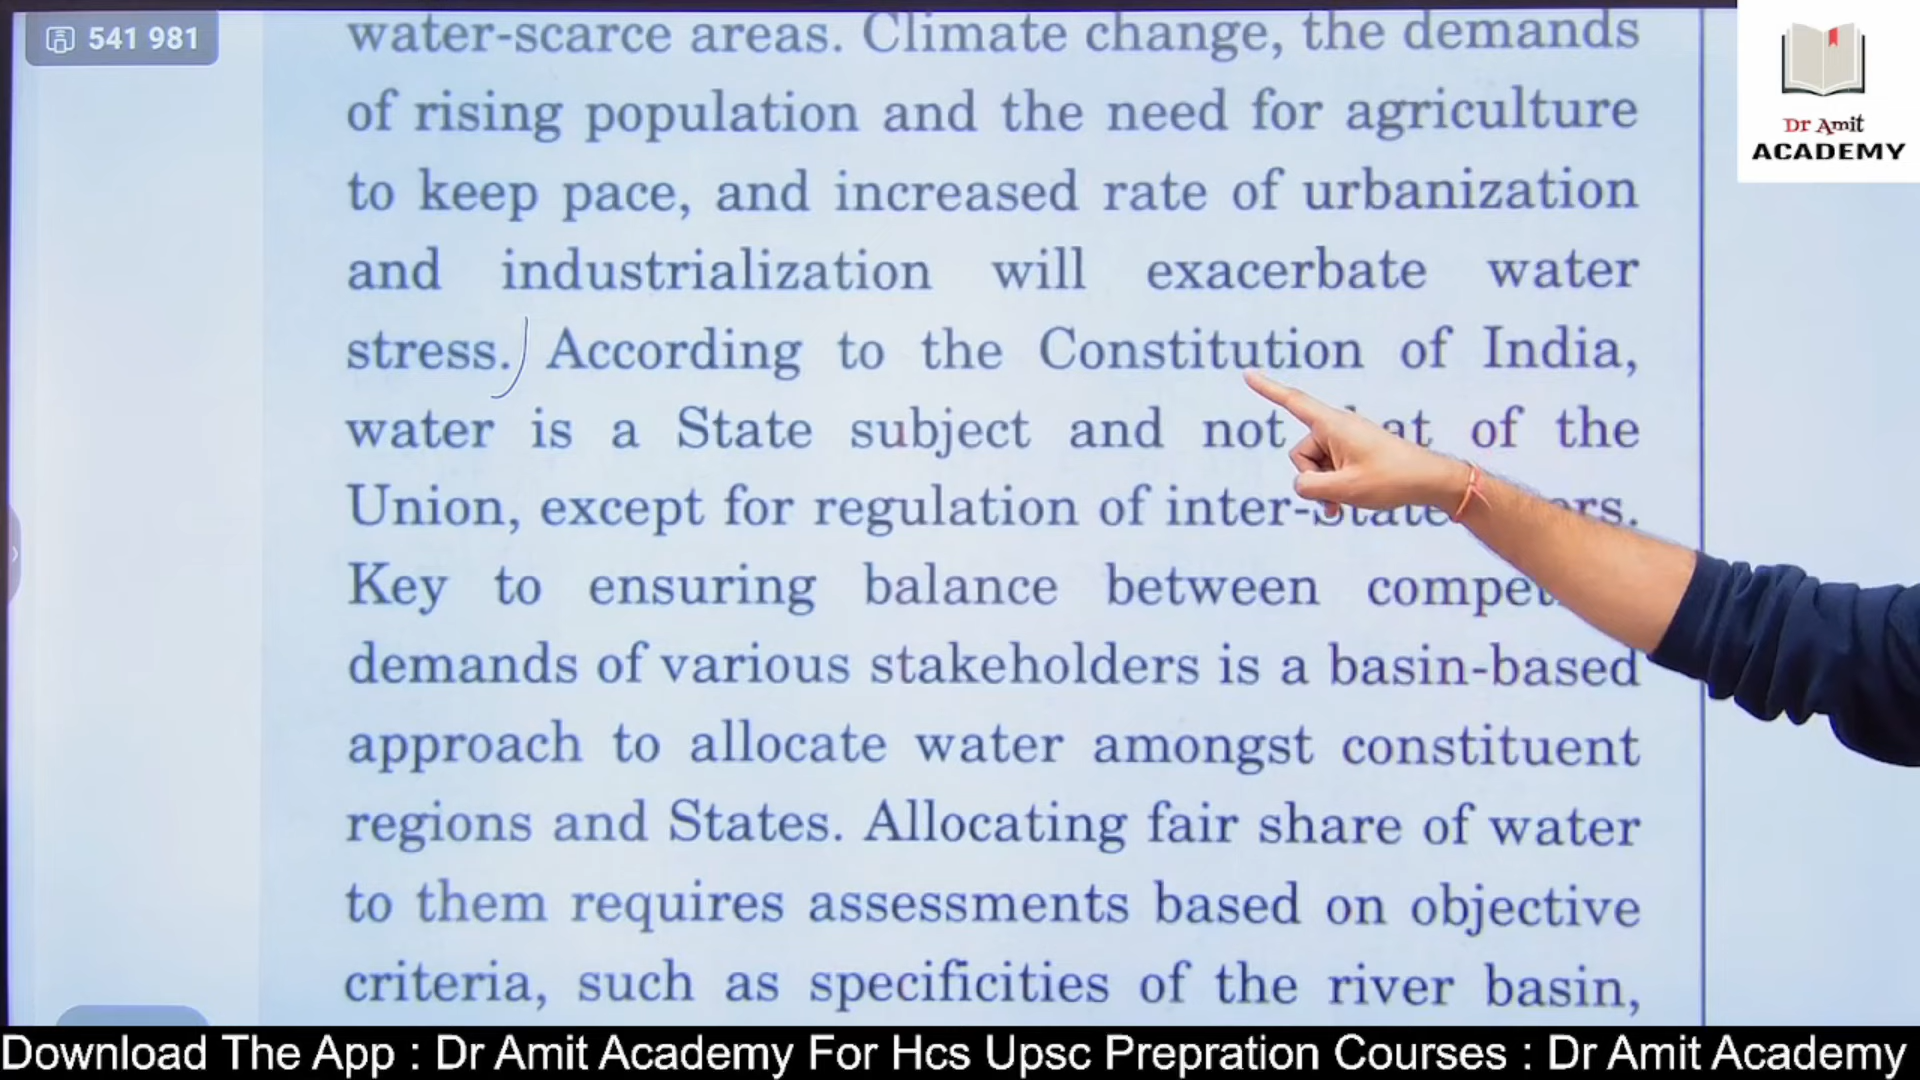 541 981
water-scarce areas. Climate change, the demands
of rising population and the need for agriculture
to keep pace, and increased rate of urbanization
and industrialization will exacerbate water
stress. According to the Constitution of India,
water is a State subject and not of the
Union, except for regulation of inter-State
Key to ensuring balance between
demands of various stakeholders is a basin-based
approach to allocate water amongst constituent
regions and States. Allocating fair share of water
to them requires assessments based on objective
criteria, such as specificities of the river basin,
Dr Amit
ACADEMY
Download The App : Dr Amit Academy For Hcs Upsc Prepration Courses : Dr Amit Academy